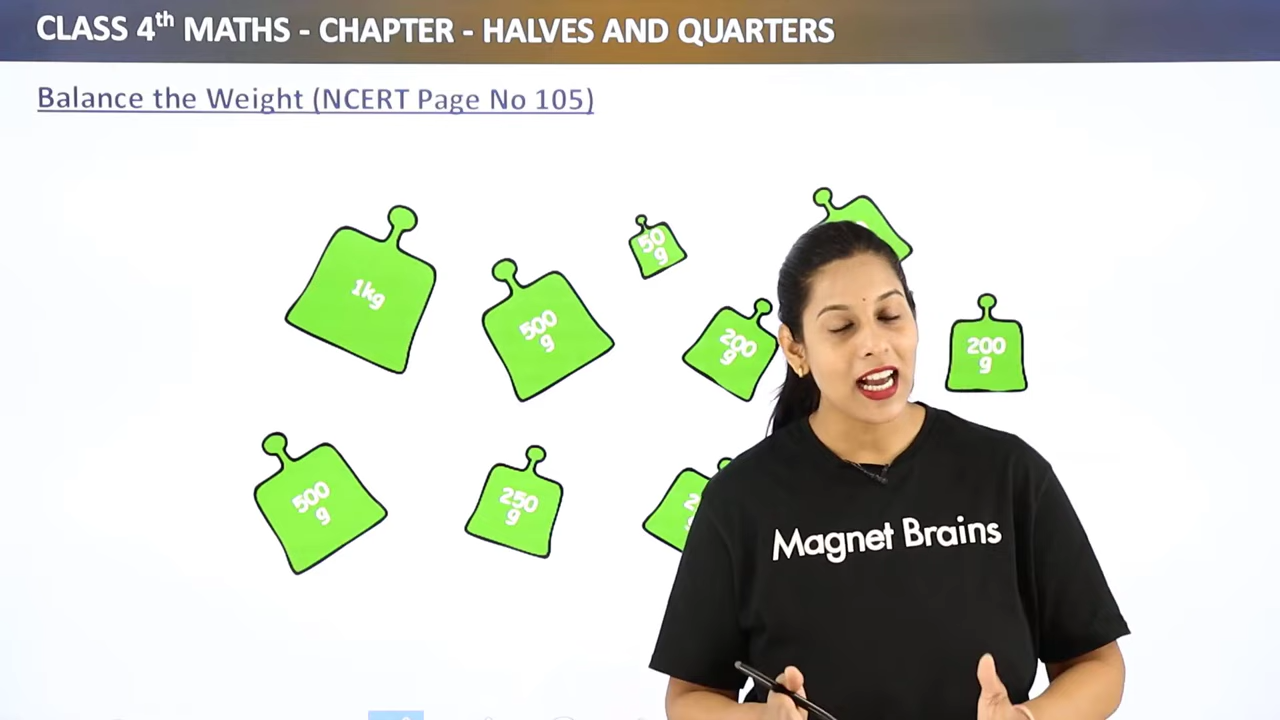 CLASS 4th MATHS - CHAPTER - HALVES AND QUARTERS
Balance the Weight (NCERT Page No 105)
1kg
500
g
50
g
200
g
200
g
500
g
250
g
Magnet Brains